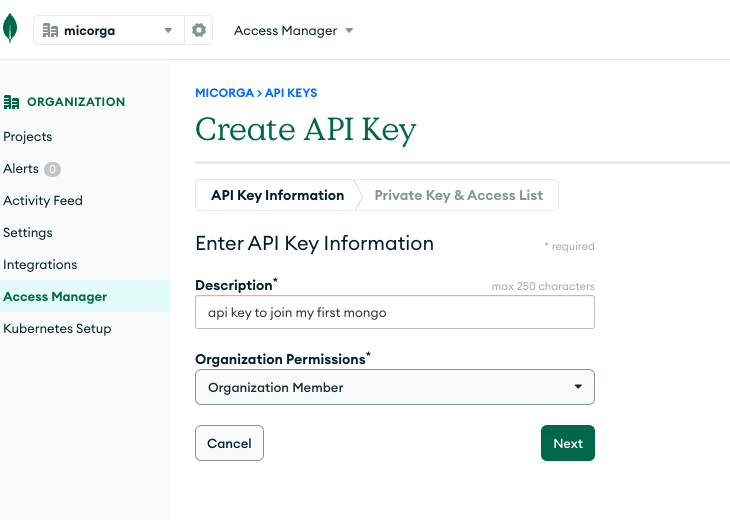 micorga
Access Manager
ORGANIZATION
Projects
Alerts 0
Activity Feed
Settings
Integrations
Access Manager
Kubernetes Setup
MICORGA > API KEYS
Create API Key
API Key Information
Private Key & Access List
Enter API Key Information
* required
Description*
max 250 characters
api key to join my first mongo
Organization Permissions*
Organization Member
Cancel
Next